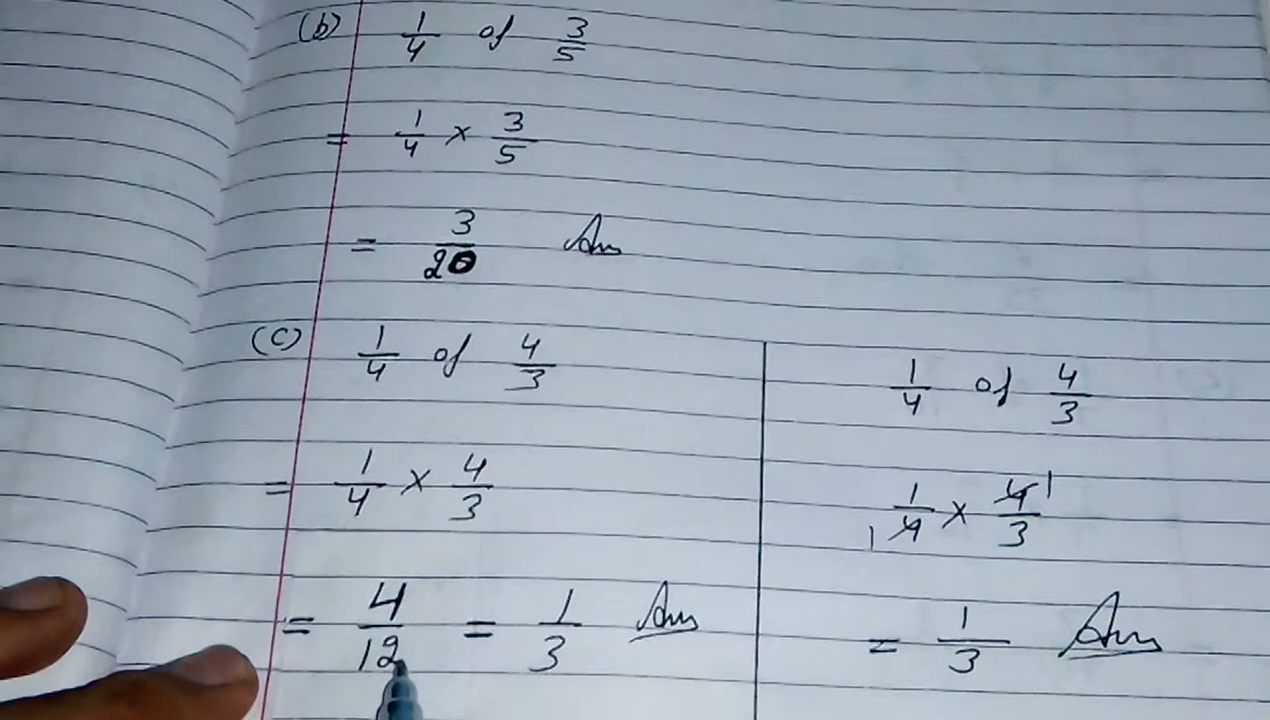 (b) 1/4 of 3/5
= 1/4 × 3/5
= 3/20 Ans
(c) 1/4 of 4/3
= 1/4 × 4/3
= 4/12 = 1/3 Ans
1/4 of 4/3
1 1/4 × 4/3 1
= 1/3 Ans